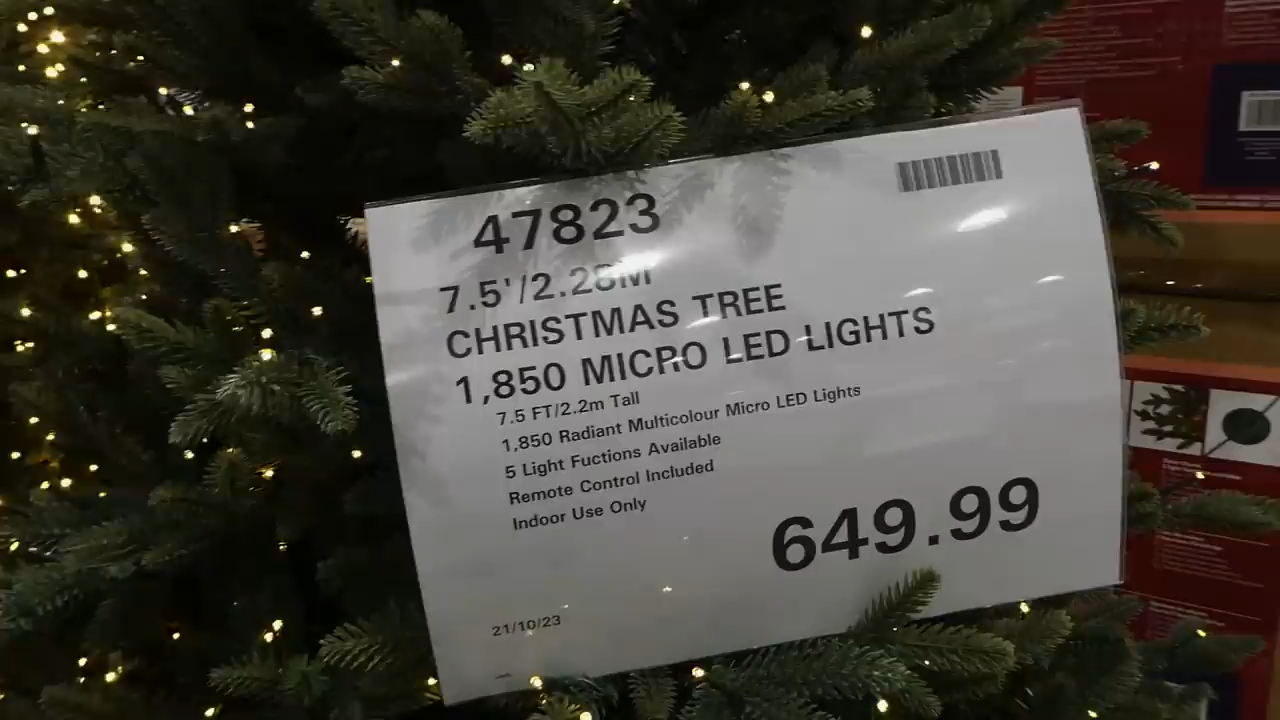 47823
7.5'/2.28M
CHRISTMAS TREE
1,850 MICRO LED LIGHTS
7.5 FT/2.2m Tall
1,850 Radiant Multicolour Micro LED Lights
5 Light Fuctions Available
Remote Control Included
Indoor Use Only
649.99
21/10/23